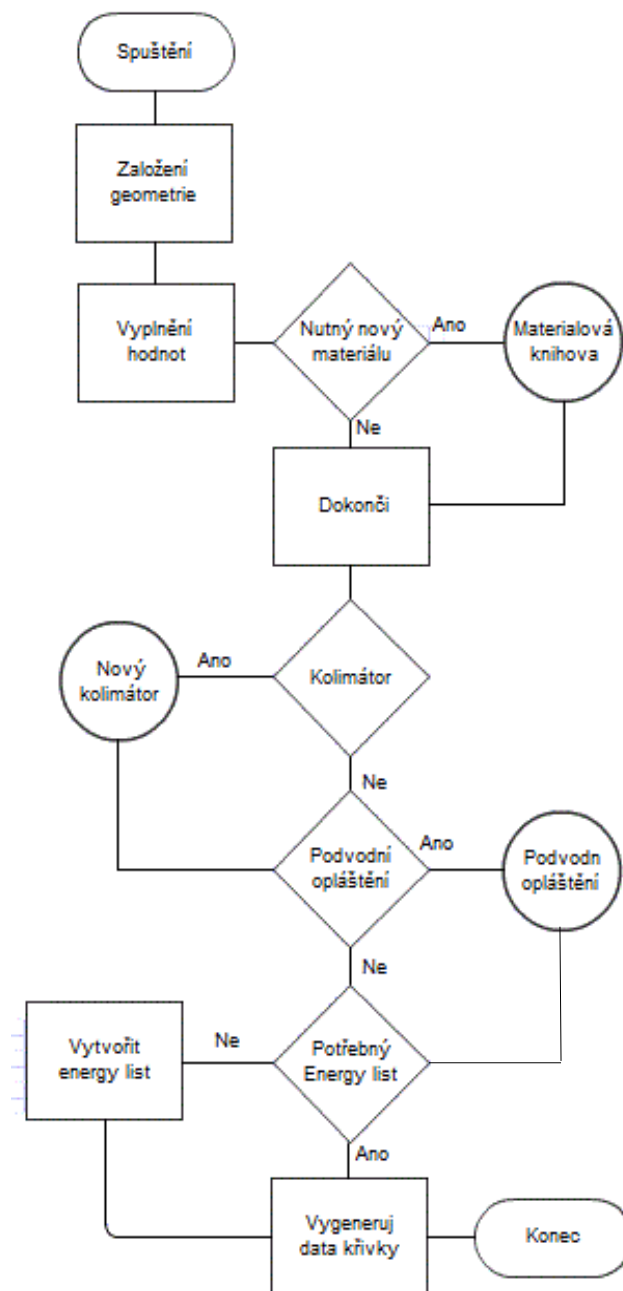 Spuštění
Založení
geometrie
Vyplnění
hodnot
Nutný nový
materiálu
Ano
Materialová
knihova
Ne
Dokonči
Nový
kolimátor
Ano
Kolimátor
Ne
Podvodní
opláštění
Ano
Podvodn
opláštění
Ne
Vytvořit
energy list
Ne
Potřebný
Energy list
Ano
Vygeneruj
data křivky
Konec